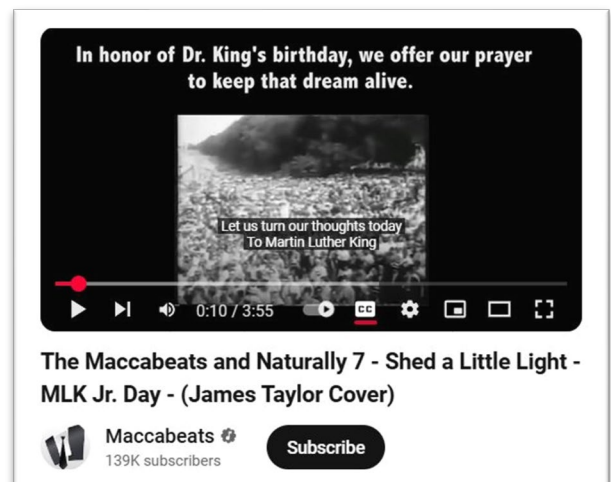 In honor of Dr. King's birthday, we offer our prayer
to keep that dream alive.
Let us turn our thoughts today
To Martin Luther King
0:10 / 3:55
CC
The Maccabeats and Naturally 7 - Shed a Little Light -
MLK Jr. Day - (James Taylor Cover)
Maccabeats
139K subscribers
Subscribe